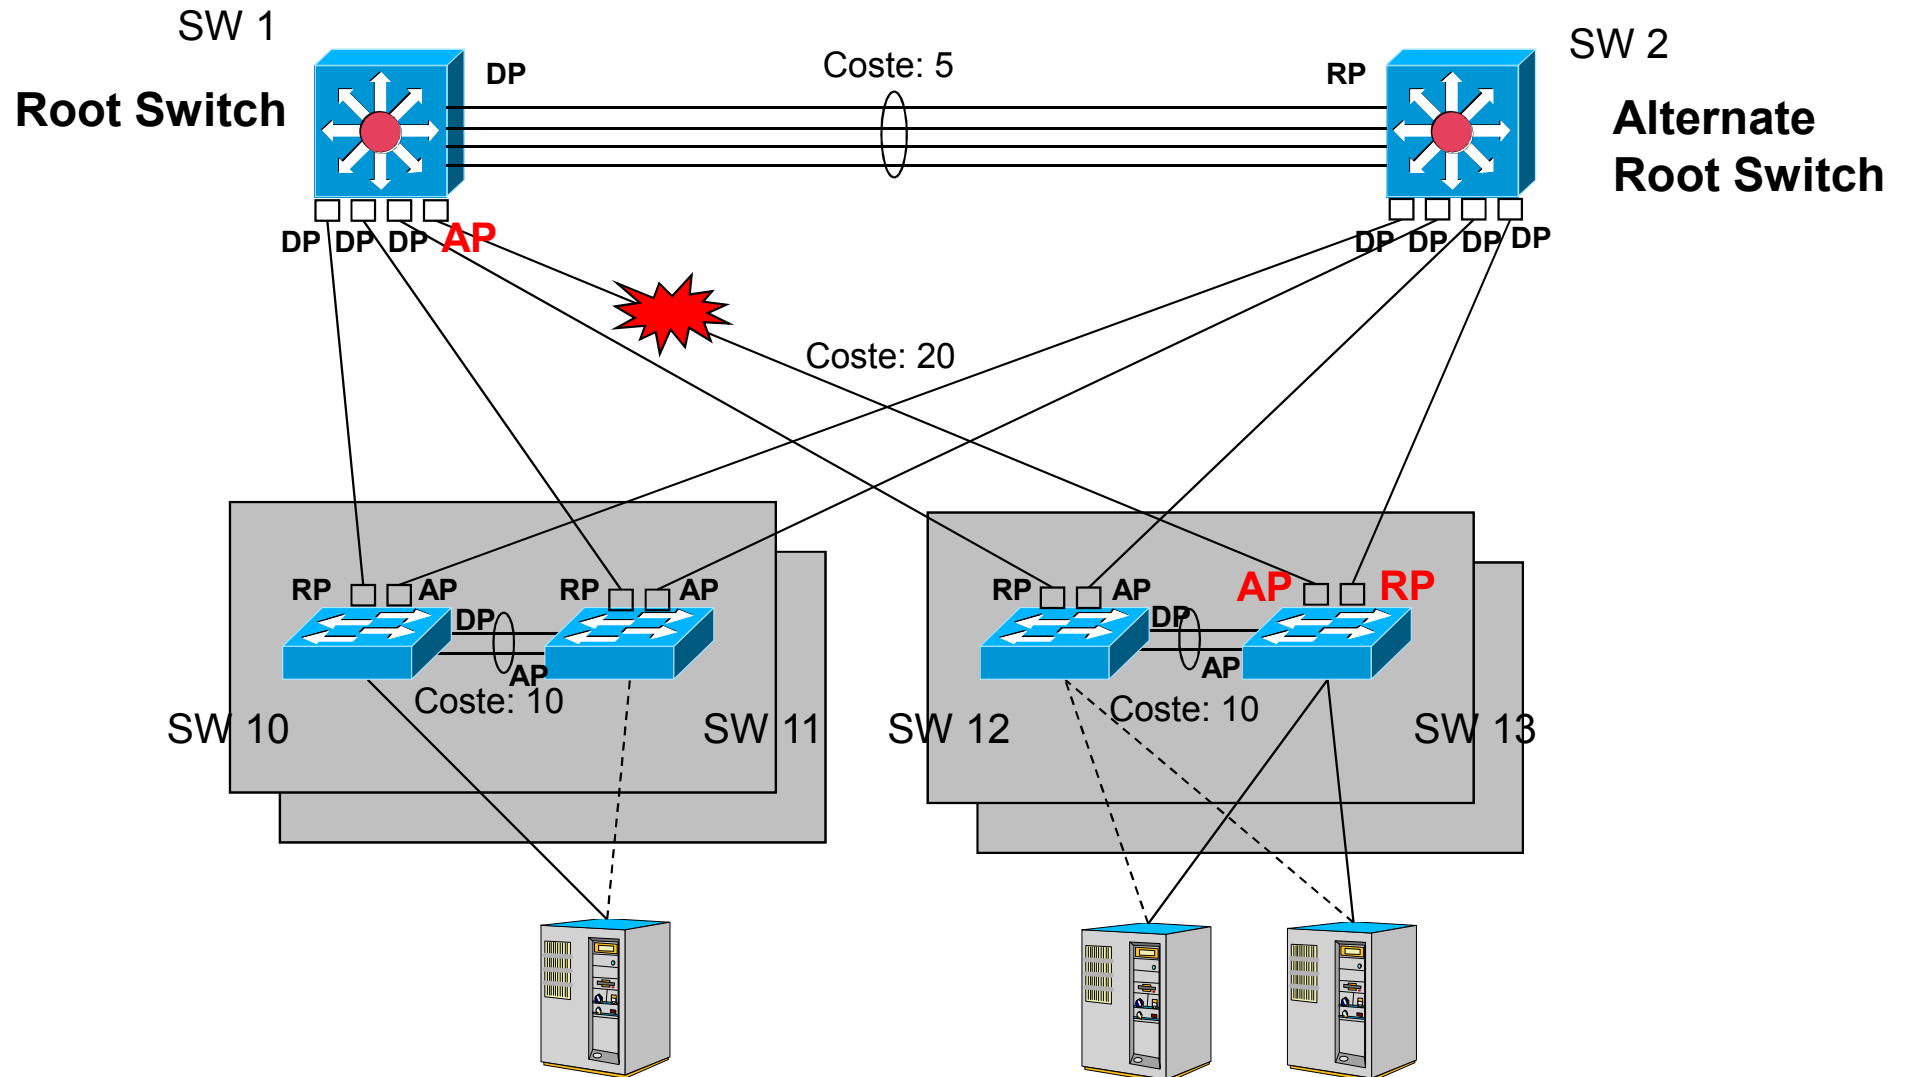 SW 1
SW 2
DP
Coste: 5
RP
Root Switch
Alternate
Root Switch
DP DP DP AP
DP DP DP DP
Coste: 20
RP AP RP AP
RP AP AP RP
DP
DP
AP
AP
Coste: 10
Coste: 10
SW 10
SW 11
SW 12
SW 13